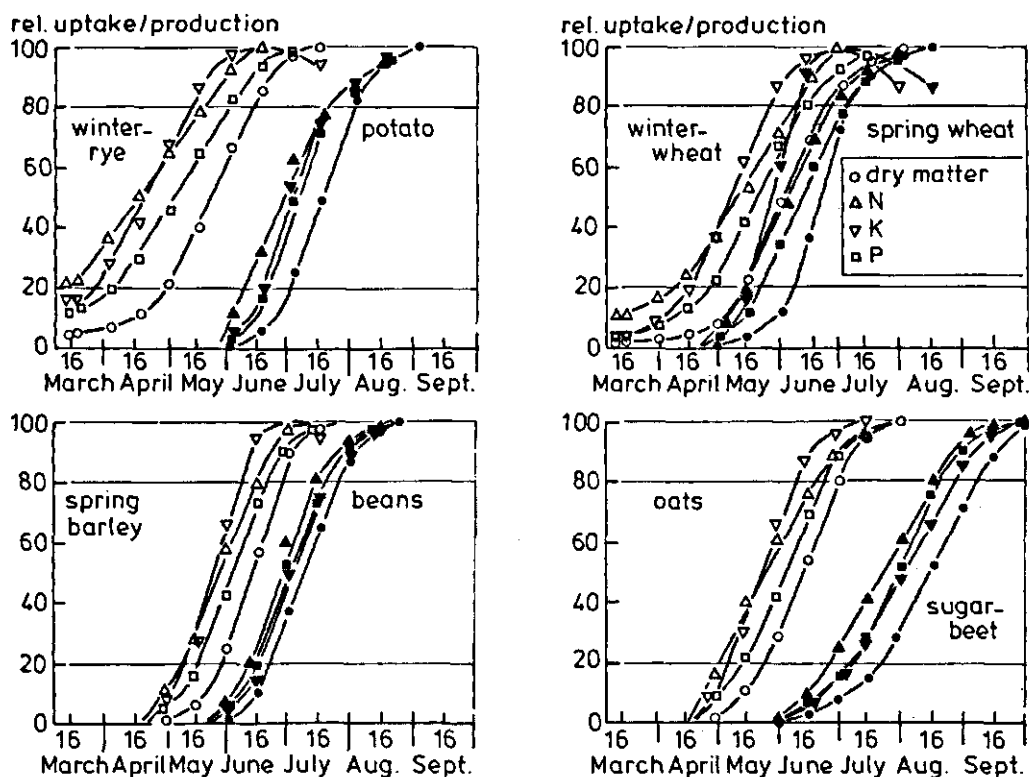 rel. uptake/production
100
80
60
40
20
0
winter-
rye
potato
16 16 16 16 16 16 16
March April May June July Aug. Sept.
rel. uptake/production
100
80
60
40
20
0
winter-
wheat
spring wheat
dry matter
N
K
P
16 16 16 16 16 16 16
March April May June July Aug. Sept.
100
80
60
40
20
0
spring
barley
beans
16 16 16 16 16 16 16
March April May June July Aug. Sept.
100
80
60
40
20
0
oats
sugar-
beet
16 16 16 16 16 16 16
March April May June July Aug. Sept.